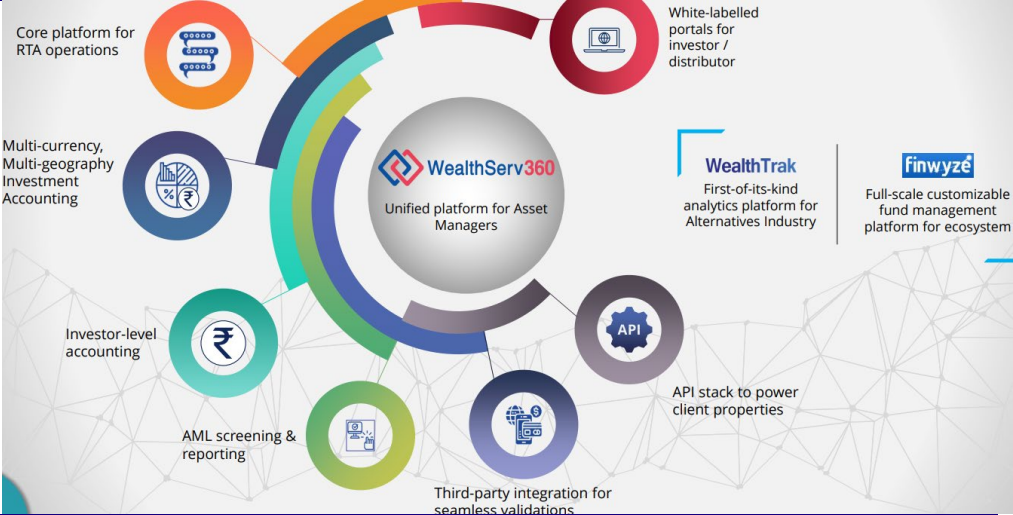 Core platform for
RTA operations
White-labelled
portals for
investor /
distributor
Multi-currency,
Multi-geography
Investment
Accounting
WealthServ360
Unified platform for Asset
Managers
WealthTrak
First-of-its-kind
analytics platform for
Alternatives Industry
finwyze
Full-scale customizable
fund management
platform for ecosystem
%
₹
Investor-level
accounting
₹
API
API stack to power
client properties
AML screening &
reporting
$
Third-party integration for
seamless validations